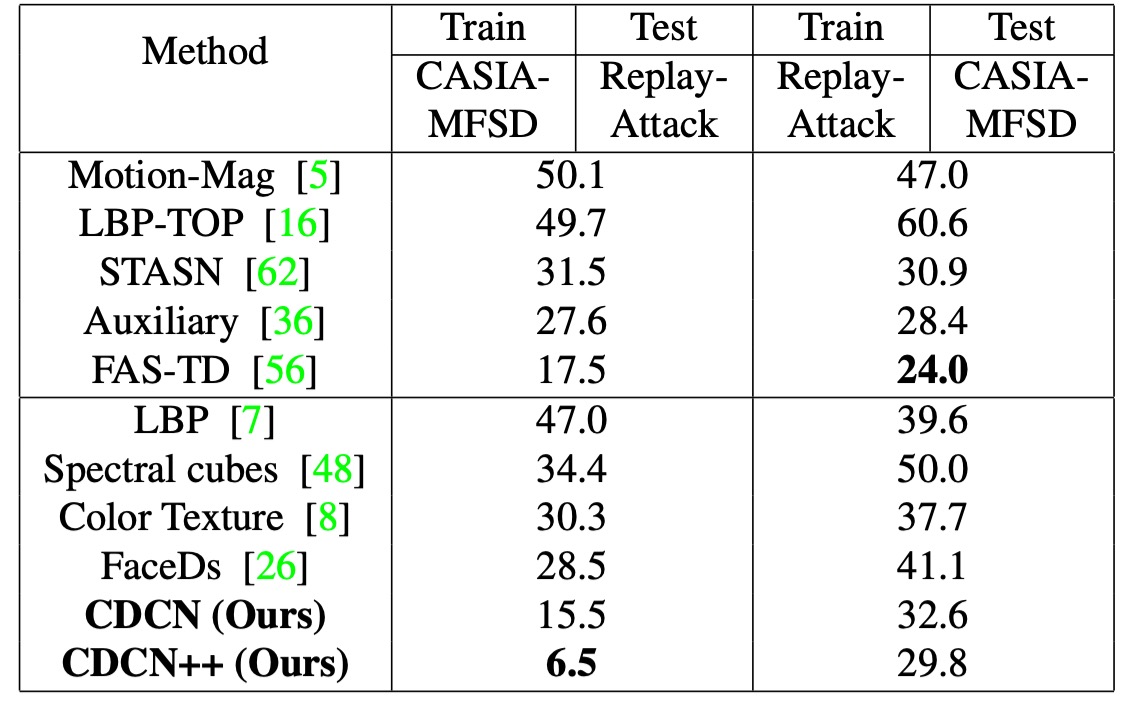 Method Train Test Train Test
CASIA- Replay- Replay- CASIA-
MFSD Attack Attack MFSD
Motion-Mag [5] 50.1 47.0
LBP-TOP [16] 49.7 60.6
STASN [62] 31.5 30.9
Auxiliary [36] 27.6 28.4
FAS-TD [56] 17.5 24.0
LBP [7] 47.0 39.6
Spectral cubes [48] 34.4 50.0
Color Texture [8] 30.3 37.7
FaceDs [26] 28.5 41.1
CDCN (Ours) 15.5 32.6
CDCN++ (Ours) 6.5 29.8